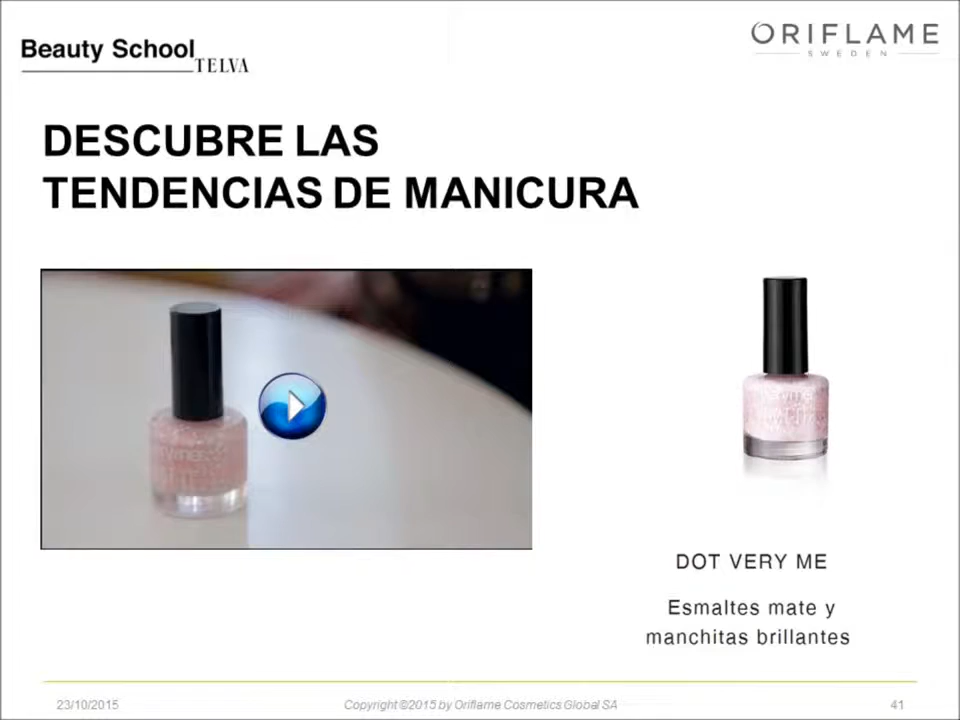 Beauty School
TELVA
ORIFLAME
SWEDEN
DESCUBRE LAS
TENDENCIAS DE MANICURA
DOT VERY ME
Esmaltes mate y
manchitas brillantes
23/10/2015
Copyright ©2015 by Oriflame Cosmetics Global SA
41